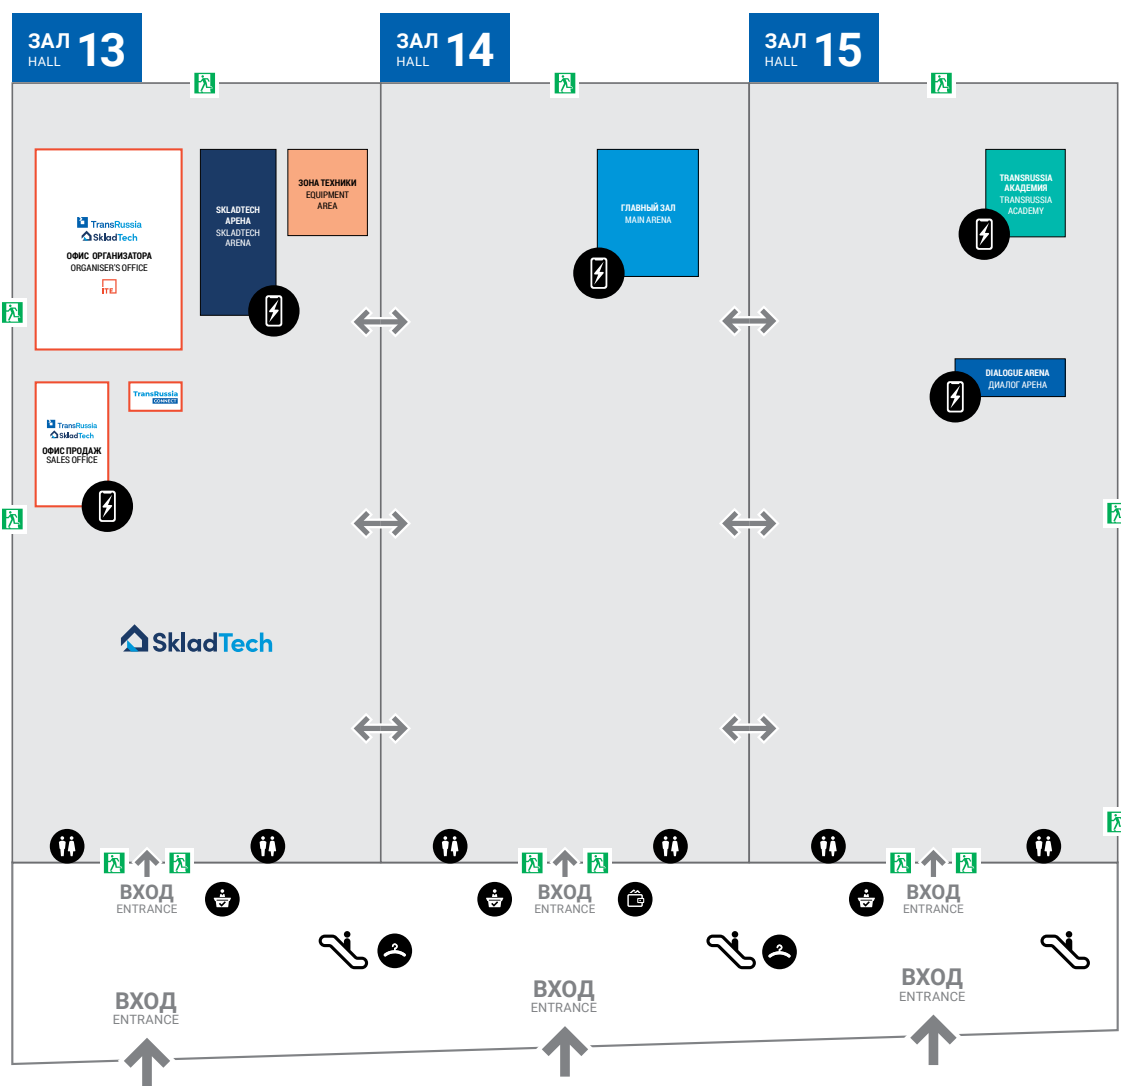 ЗАЛ
HALL
13
ЗАЛ
HALL
14
ЗАЛ
HALL
15
TransRussia
SkladTech
ОФИС ОРГАНИЗАТОРА
ORGANISER'S OFFICE
ITE
SKLADTECH
АРЕНА
SKLADTECH
ARENA
ЗОНА ТЕХНИКИ
EQUIPMENT
AREA
ГЛАВНЫЙ ЗАЛ
MAIN ARENA
TRANSRUSSIA
АКАДЕМИЯ
TRANSRUSSIA
ACADEMY
DIALOGUE ARENA
ДИАЛОГ АРЕНА
TransRussia
SkladTech
ОФИС ПРОДАЖ
SALES OFFICE
TransRussia
CONNECT
SkladTech
ВХОД
ENTRANCE
ВХОД
ENTRANCE
ВХОД
ENTRANCE
ВХОД
ENTRANCE
ВХОД
ENTRANCE
ВХОД
ENTRANCE